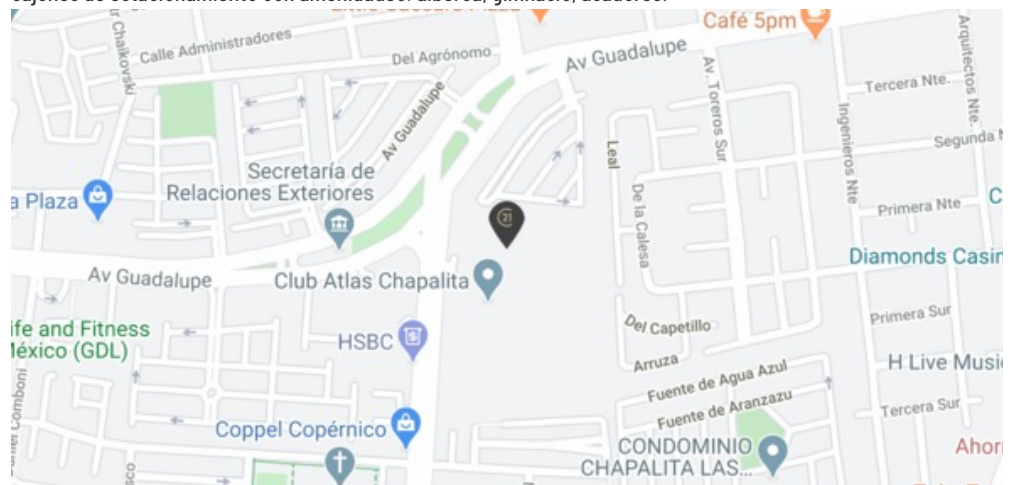 Café 5pm
Calle Administradores
Del Agrónomo
Av Guadalupe
Av. Toreros Sur
Arquitectos Nte.
Tercera Nte.
Ingenieros Nte
Av Guadalupe
Segunda N
Leal
Secretaría de
Relaciones Exteriores
a Plaza
De la Calesa
Primera Nte
C
21
Diamonds Casin
Av Guadalupe
Club Atlas Chapalita
Del Capetillo
Primera Sur
ife and Fitness
México (GDL)
HSBC
Arruza
H Live Musi
Fuente de Agua Azul
Fuente de Aranzazu
Tercera Sur
Coppel Copérnico
CONDOMINIO
CHAPALITA LAS...
Ahor